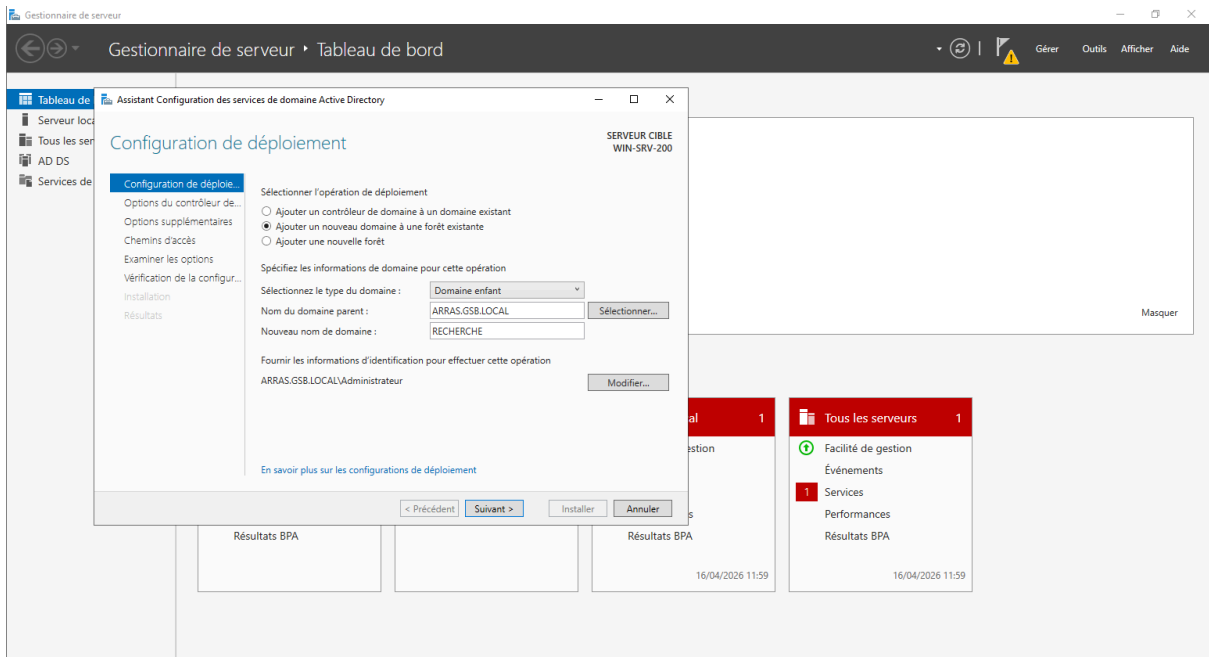 Gestionnaire de serveur
Gestionnaire de serveur ‣ Tableau de bord
Gérer Outils Afficher Aide
Tableau de
Serveur loca
Tous les ser
AD DS
Services de
Assistant Configuration des services de domaine Active Directory
Configuration de déploiement
SERVEUR CIBLE
WIN-SRV-200
Configuration de déploie...
Options du contrôleur de...
Options supplémentaires
Chemins d'accès
Examiner les options
Vérification de la configur...
Installation
Résultats
Sélectionner l'opération de déploiement
Ajouter un contrôleur de domaine à un domaine existant
Ajouter un nouveau domaine à une forêt existante
Ajouter une nouvelle forêt
Spécifiez les informations de domaine pour cette opération
Sélectionnez le type du domaine : Domaine enfant
Nom du domaine parent : ARRAS.GSB.LOCAL Sélectionner...
Nouveau nom de domaine : RECHERCHE
Fournir les informations d'identification pour effectuer cette opération
ARRAS.GSB.LOCAL\Administrateur Modifier...
En savoir plus sur les configurations de déploiement
< Précédent Suivant > Installer Annuler
Masquer
al 1
estion
s
Résultats BPA
Résultats BPA
16/04/2026 11:59
Tous les serveurs 1
Facilité de gestion
Événements
1 Services
Performances
Résultats BPA
16/04/2026 11:59